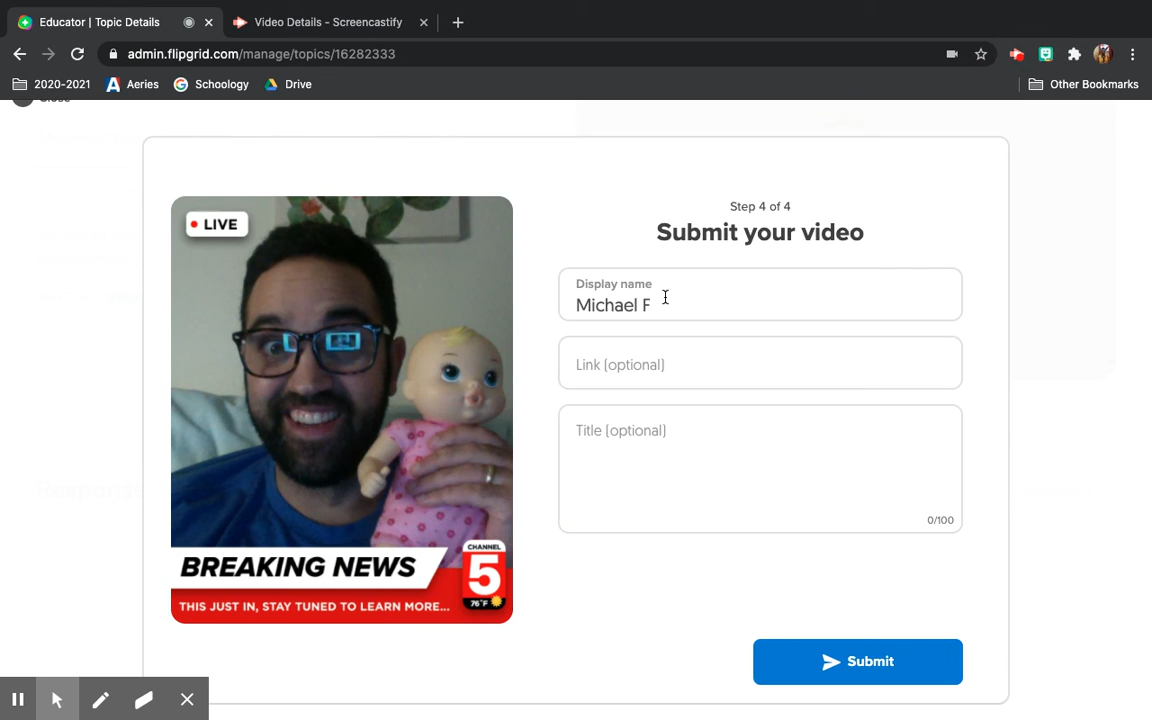 Educator | Topic Details
Video Details - Screencastify
admin.flipgrid.com/manage/topics/16282333
2020-2021
Aeries
Schoology
Drive
Other Bookmarks
Close
LIVE
BREAKING NEWS
CHANNEL
5
76°F
THIS JUST IN, STAY TUNED TO LEARN MORE...
Step 4 of 4
Submit your video
Display name
Michael F
Link (optional)
Title (optional)
0/100
Submit